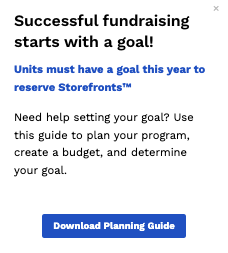 Successful fundraising
starts with a goal!
Units must have a goal this year to
reserve Storefronts™
Need help setting your goal? Use
this guide to plan your program,
create a budget, and determine
your goal.
Download Planning Guide